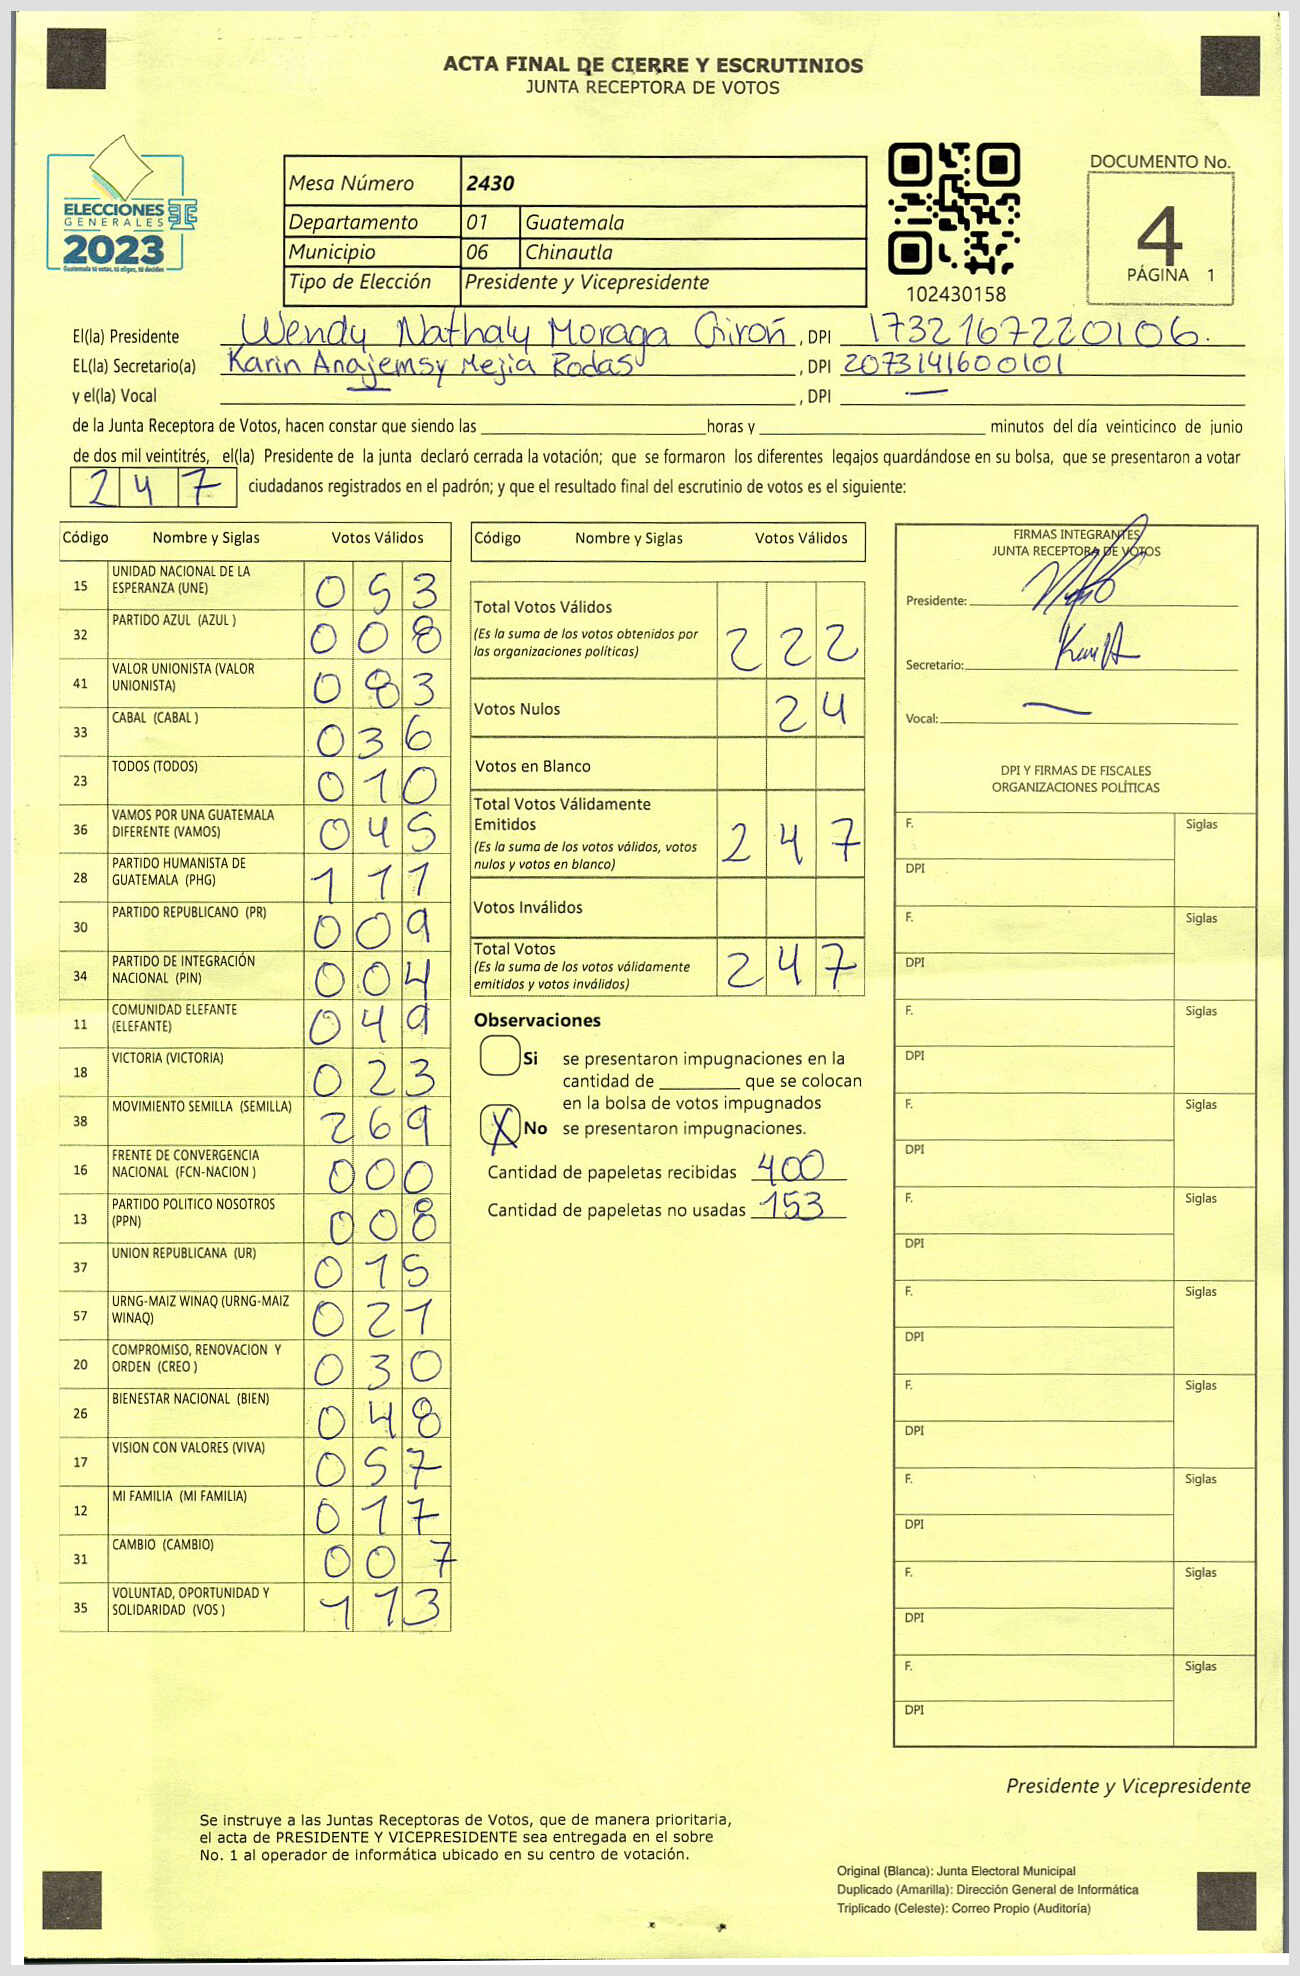 ACTA FINAL DE CIERRE Y ESCRUTINIOS
JUNTA RECEPTORA DE VOTOS
ELECCIONES
GENERALES
2023
Guatemala tú votas, tú eliges, tú decides
Mesa Número 2430
Departamento 01 Guatemala
Municipio 06 Chinautla
Tipo de Elección Presidente y Vicepresidente
102430158
DOCUMENTO No.
4
PÁGINA 1
El(la) Presidente Wendy Nathaly Moraga Girón, DPI 1732167220106.
EL(la) Secretario(a) Karin Anajemsy Mejia Rodas, DPI 2073141600101
y el(la) Vocal —, DPI —
de la Junta Receptora de Votos, hacen constar que siendo las horas y minutos del día veinticinco de junio
de dos mil veintitrés, el(la) Presidente de la junta declaró cerrada la votación; que se formaron los diferentes legajos guardándose en su bolsa, que se presentaron a votar
247 ciudadanos registrados en el padrón; y que el resultado final del escrutinio de votos es el siguiente:
Código Nombre y Siglas Votos Válidos
15 UNIDAD NACIONAL DE LA ESPERANZA (UNE) 053
32 PARTIDO AZUL (AZUL ) 008
41 VALOR UNIONISTA (VALOR UNIONISTA) 083
33 CABAL (CABAL ) 036
23 TODOS (TODOS) 010
36 VAMOS POR UNA GUATEMALA DIFERENTE (VAMOS) 045
28 PARTIDO HUMANISTA DE GUATEMALA (PHG) 111
30 PARTIDO REPUBLICANO (PR) 009
34 PARTIDO DE INTEGRACIÓN NACIONAL (PIN) 004
11 COMUNIDAD ELEFANTE (ELEFANTE) 049
18 VICTORIA (VICTORIA) 023
38 MOVIMIENTO SEMILLA (SEMILLA) 269
16 FRENTE DE CONVERGENCIA NACIONAL (FCN-NACION ) 000
13 PARTIDO POLITICO NOSOTROS (PPN) 008
37 UNION REPUBLICANA (UR) 015
57 URNG-MAIZ WINAQ (URNG-MAIZ WINAQ) 021
20 COMPROMISO, RENOVACION Y ORDEN (CREO ) 030
26 BIENESTAR NACIONAL (BIEN) 048
17 VISION CON VALORES (VIVA) 057
12 MI FAMILIA (MI FAMILIA) 017
31 CAMBIO (CAMBIO) 007
35 VOLUNTAD, OPORTUNIDAD Y SOLIDARIDAD (VOS ) 113
Código Nombre y Siglas Votos Válidos
Total Votos Válidos 222
(Es la suma de los votos obtenidos por
las organizaciones políticas)
Votos Nulos 24
Votos en Blanco
Total Votos Válidamente
Emitidos 247
(Es la suma de los votos válidos, votos
nulos y votos en blanco)
Votos Inválidos
Total Votos 247
(Es la suma de los votos válidamente
emitidos y votos inválidos)
Observaciones
Si se presentaron impugnaciones en la
cantidad de ________ que se colocan
en la bolsa de votos impugnados
X No se presentaron impugnaciones.
Cantidad de papeletas recibidas 400
Cantidad de papeletas no usadas 153
FIRMAS INTEGRANTES
JUNTA RECEPTORA DE VOTOS
Presidente:
Secretario:
Vocal: —
DPI Y FIRMAS DE FISCALES
ORGANIZACIONES POLÍTICAS
F. Siglas
DPI
F. Siglas
DPI
F. Siglas
DPI
F. Siglas
DPI
F. Siglas
DPI
F. Siglas
DPI
F. Siglas
DPI
F. Siglas
DPI
F. Siglas
DPI
F. Siglas
DPI
Presidente y Vicepresidente
Se instruye a las Juntas Receptoras de Votos, que de manera prioritaria,
el acta de PRESIDENTE Y VICEPRESIDENTE sea entregada en el sobre
No. 1 al operador de informática ubicado en su centro de votación.
Original (Blanca): Junta Electoral Municipal
Duplicado (Amarilla): Dirección General de Informática
Triplicado (Celeste): Correo Propio (Auditoría)